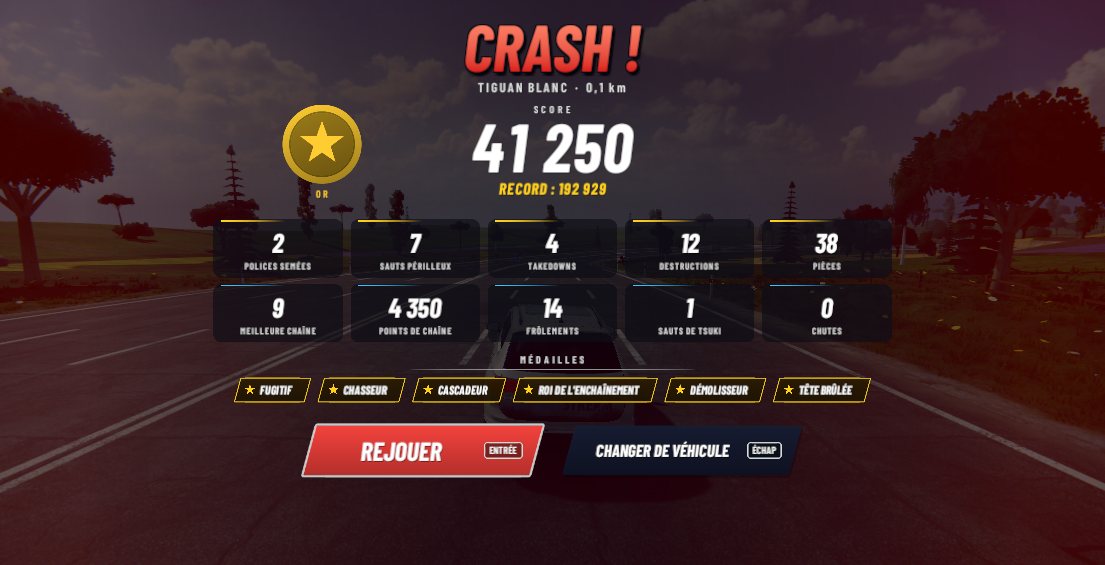 CRASH !
TIGUAN BLANC · 0,1 km
SCORE
41 250
RECORD : 192 929
OR
2
POLICES SEMÉES
7
SAUTS PÉRILLEUX
4
TAKEDOWNS
12
DESTRUCTIONS
38
PIÈCES
9
MEILLEURE CHAÎNE
4 350
POINTS DE CHAÎNE
14
FRÔLEMENTS
1
SAUTS DE TSUKI
0
CHUTES
MÉDAILLES
FUGITIF
CHASSEUR
CASCADEUR
ROI DE L'ENCHAÎNEMENT
DÉMOLISSEUR
TÊTE BRÛLÉE
REJOUER ENTRÉE
CHANGER DE VÉHICULE ÉCHAP